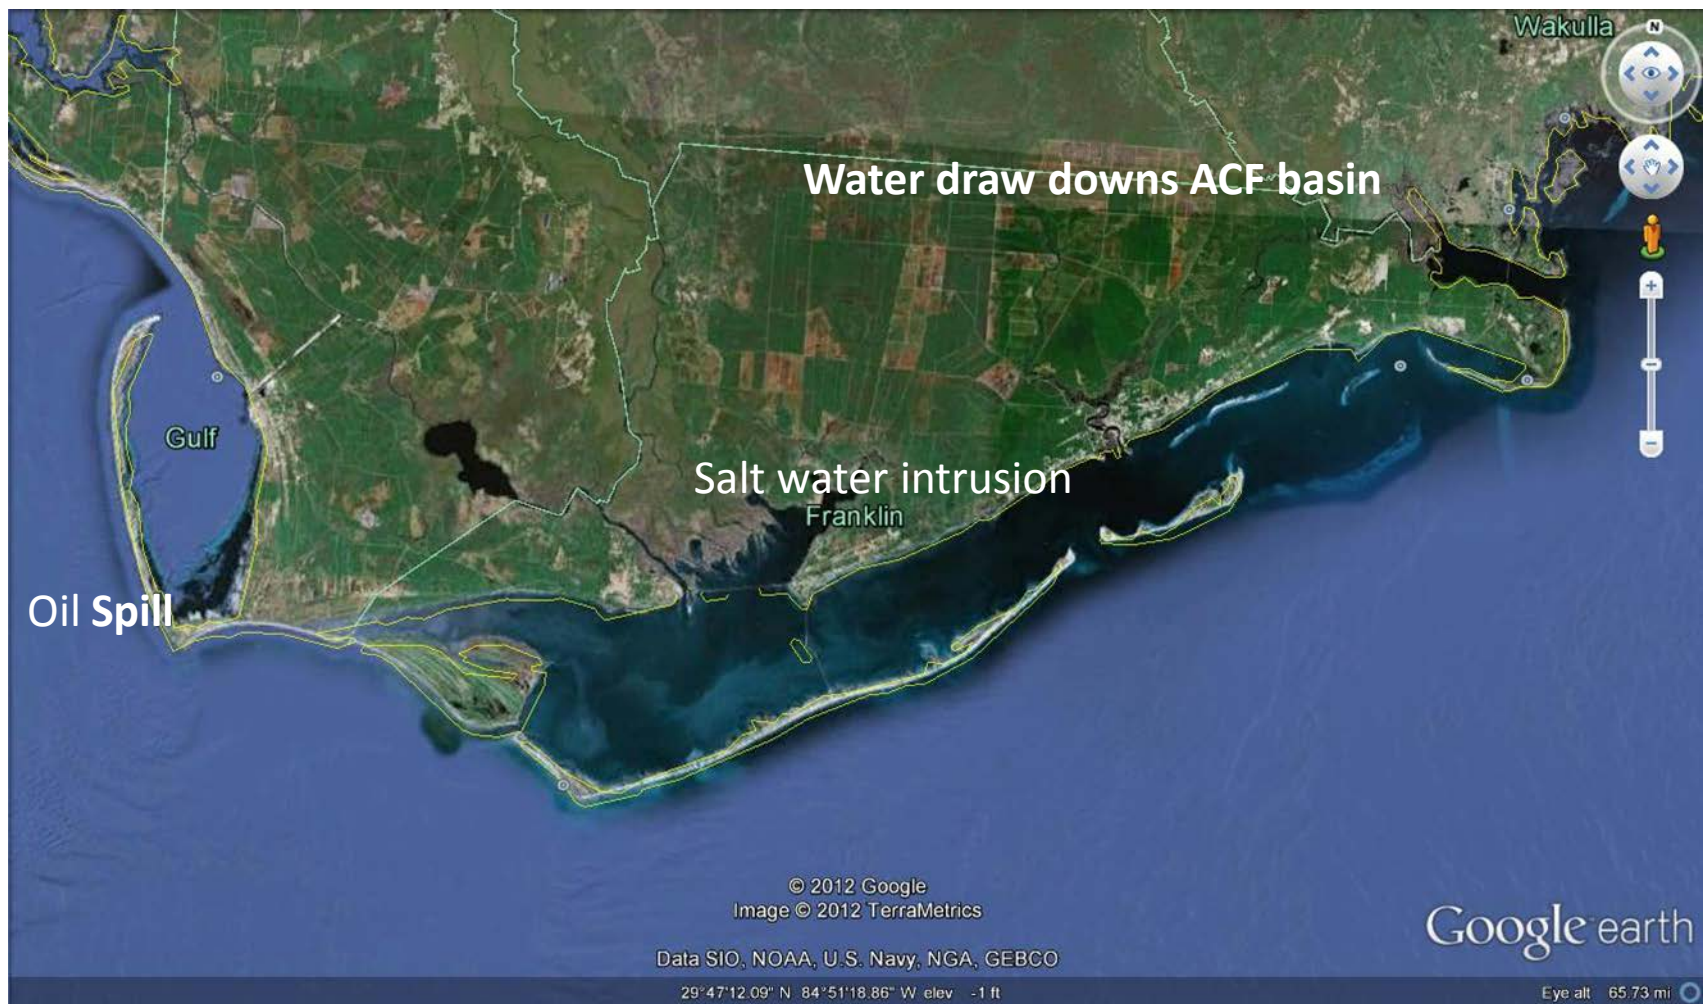 Wakulla
N
Water draw downs ACF basin
Gulf
Salt water intrusion
Franklin
Oil Spill
© 2012 Google
Image © 2012 TerraMetrics
Google earth
Data SIO, NOAA, U.S. Navy, NGA, GEBCO
29°47'12.09" N 84°51'18.86" W elev -1 ft
Eye alt 65.73 mi